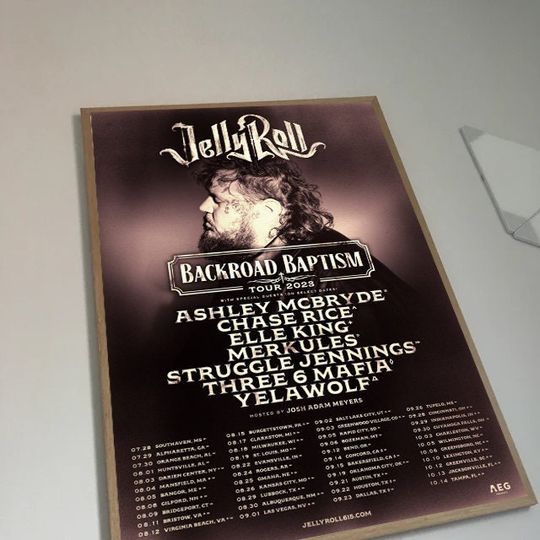 Jelly Roll
BACKROAD BAPTISM
TOUR 2023
WITH SPECIAL GUESTS (ON SELECT DATES)
ASHLEY MCBRYDE
CHASE RICE
ELLE KING
MERKULES
STRUGGLE JENNINGS
THREE 6 MAFIA
YELAWOLF
HOSTED BY JOSH ADAM MEYERS
07.28 SOUTHAVEN, MS
07.29 ALPHARETTA, GA
07.30 ORANGE BEACH, AL
08.01 HUNTSVILLE, AL
08.03 DARIEN CENTER, NY
08.04 MANSFIELD, MA
08.05 BANGOR, ME
08.08 GILFORD, NH
08.09 BRIDGEPORT, CT
08.11 BRISTOW, VA
08.12 VIRGINIA BEACH, VA
08.15 BURGETTSTOWN, PA
08.17 CLARKSTON, MI
08.18 MILWAUKEE, WI
08.19 ST. LOUIS, MO
08.22 EVANSVILLE, IN
08.24 ROGERS, AR
08.25 OMAHA, NE
08.26 KANSAS CITY, MO
08.29 LUBBOCK, TX
08.30 ALBUQUERQUE, NM
09.01 LAS VEGAS, NV
09.02 SALT LAKE CITY, UT
09.03 GREENWOOD VILLAGE, CO
09.05 RAPID CITY, SD
09.08 BOZEMAN, MT
09.12 BEND, OR
09.14 CONCORD, CA
09.15 BAKERSFIELD, CA
09.19 OKLAHOMA CITY, OK
09.21 AUSTIN, TX
09.22 HOUSTON, TX
09.23 DALLAS, TX
09.26 TUPELO, MS
09.28 CINCINNATI, OH
09.29 INDIANAPOLIS, IN
09.30 CUYAHOGA FALLS, OH
10.03 CHARLESTON, WV
10.05 WILMINGTON, NC
10.06 GREENSBORO, NC
10.10 ALLEN
10.12 GREENVILLE, SC
10.13 JACKSONVILLE, FL
10.14 TAMPA, FL
JELLYROLL615.COM
AEG